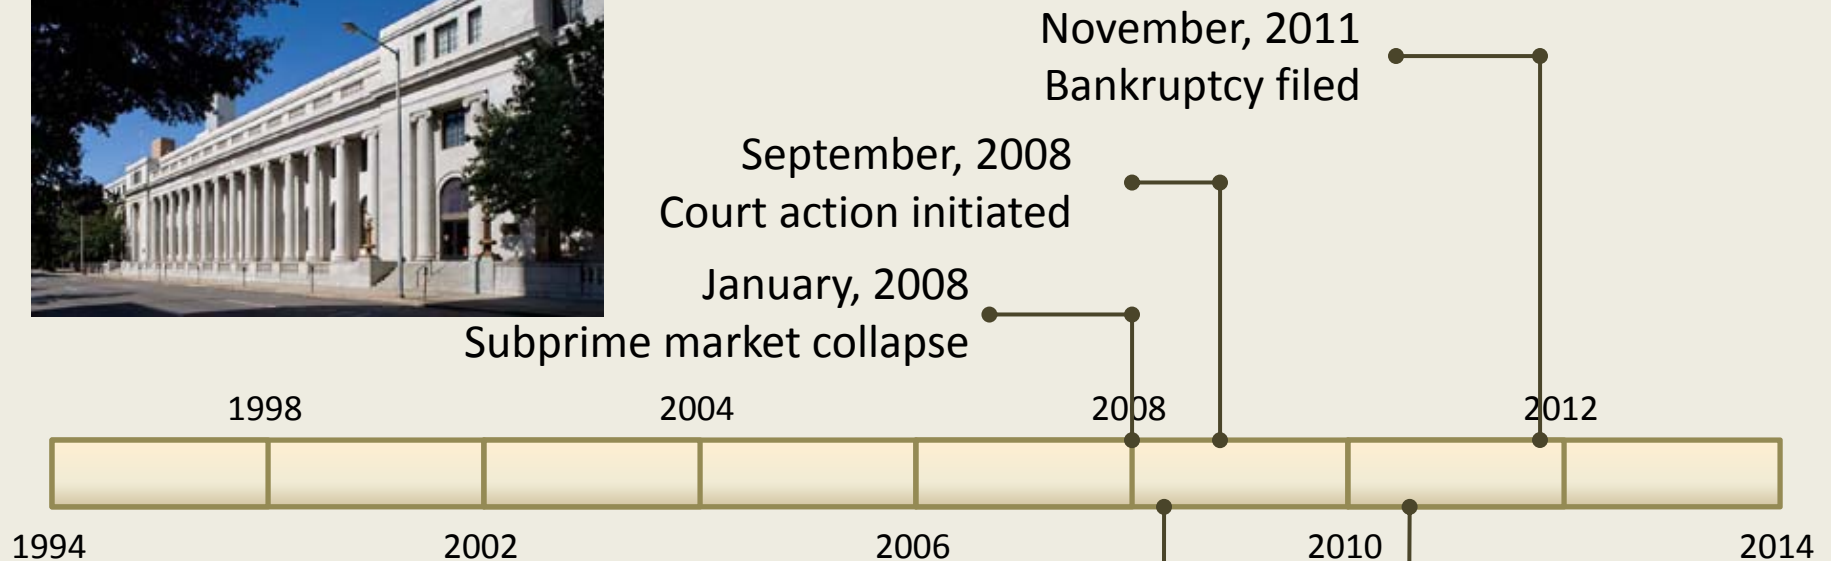 November, 2011
Bankruptcy filed
September, 2008
Court action initiated
January, 2008
Subprime market collapse
1998
2004
2008
2012
1994
2002
2006
2010
2014